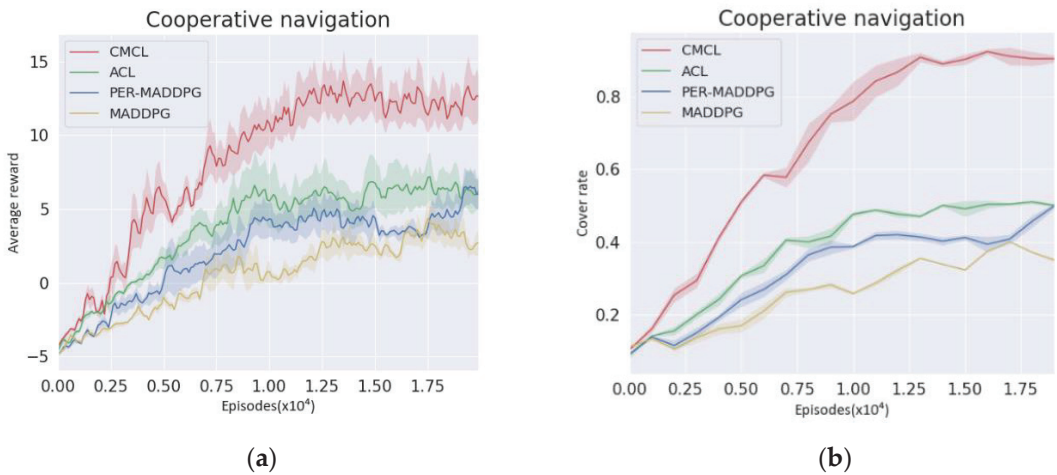 Cooperative navigation
CMCL
ACL
PER-MADDPG
MADDPG
Average reward
15
10
5
0
−5
0.00 0.25 0.50 0.75 1.00 1.25 1.50 1.75
Episodes(x10⁴)
(a)
Cooperative navigation
CMCL
ACL
PER-MADDPG
MADDPG
Cover rate
0.8
0.6
0.4
0.2
0.00 0.25 0.50 0.75 1.00 1.25 1.50 1.75
Episodes(x10⁴)
(b)